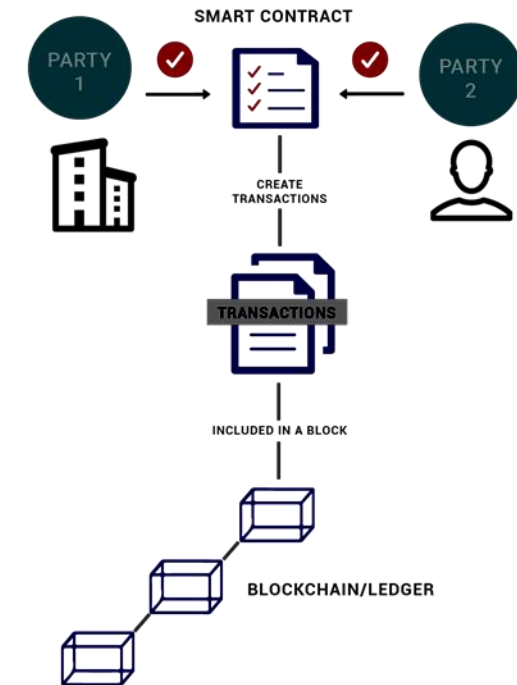 SMART CONTRACT
PARTY
1
PARTY
2
CREATE
TRANSACTIONS
TRANSACTIONS
INCLUDED IN A BLOCK
BLOCKCHAIN/LEDGER